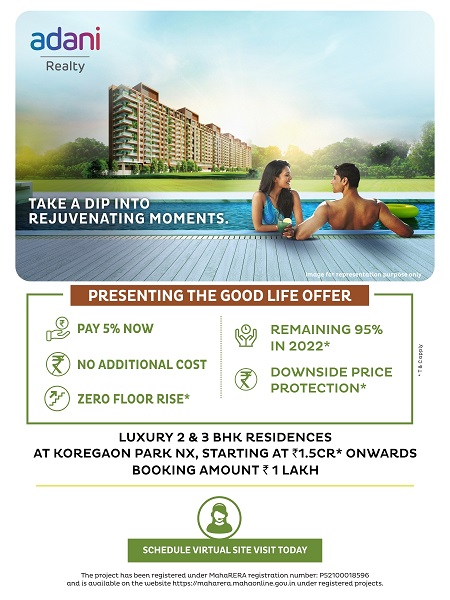 adani
Realty
TAKE A DIP INTO
REJUVENATING MOMENTS.
Image for representation purpose only
PRESENTING THE GOOD LIFE OFFER
PAY 5% NOW
NO ADDITIONAL COST
ZERO FLOOR RISE*
REMAINING 95%
IN 2022*
DOWNSIDE PRICE
PROTECTION*
* T & C apply
LUXURY 2 & 3 BHK RESIDENCES
AT KOREGAON PARK NX, STARTING AT ₹1.5CR* ONWARDS
BOOKING AMOUNT ₹ 1 LAKH
SCHEDULE VIRTUAL SITE VISIT TODAY
The project has been registered under MahaRERA registration number: P52100018596
and is available on the website https://maharera.mahaonline.gov.in under registered projects.